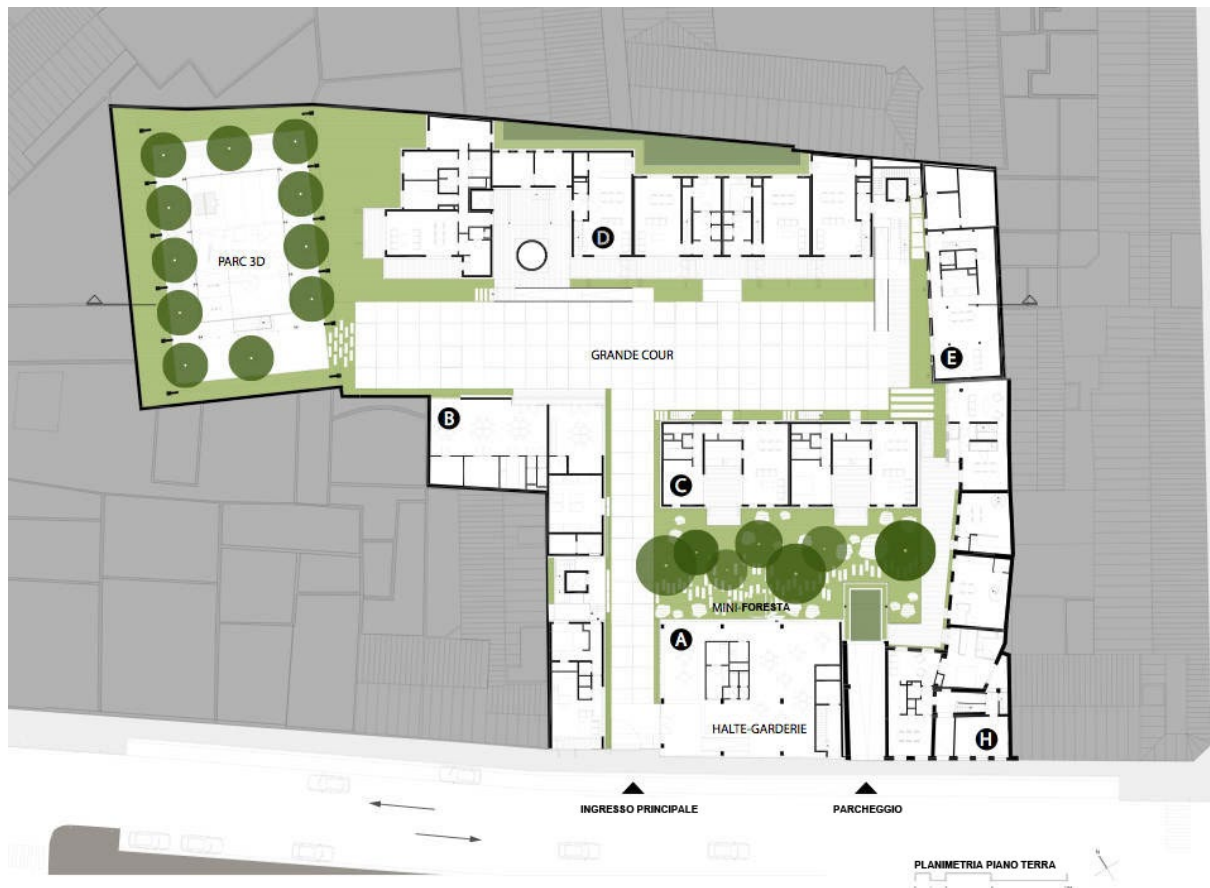 D
PARC 3D
GRANDE COUR
E
B
C
MINI-FORESTA
A
HALTE-GARDERIE
H
INGRESSO PRINCIPALE
PARCHEGGIO
PLANIMETRIA PIANO TERRA